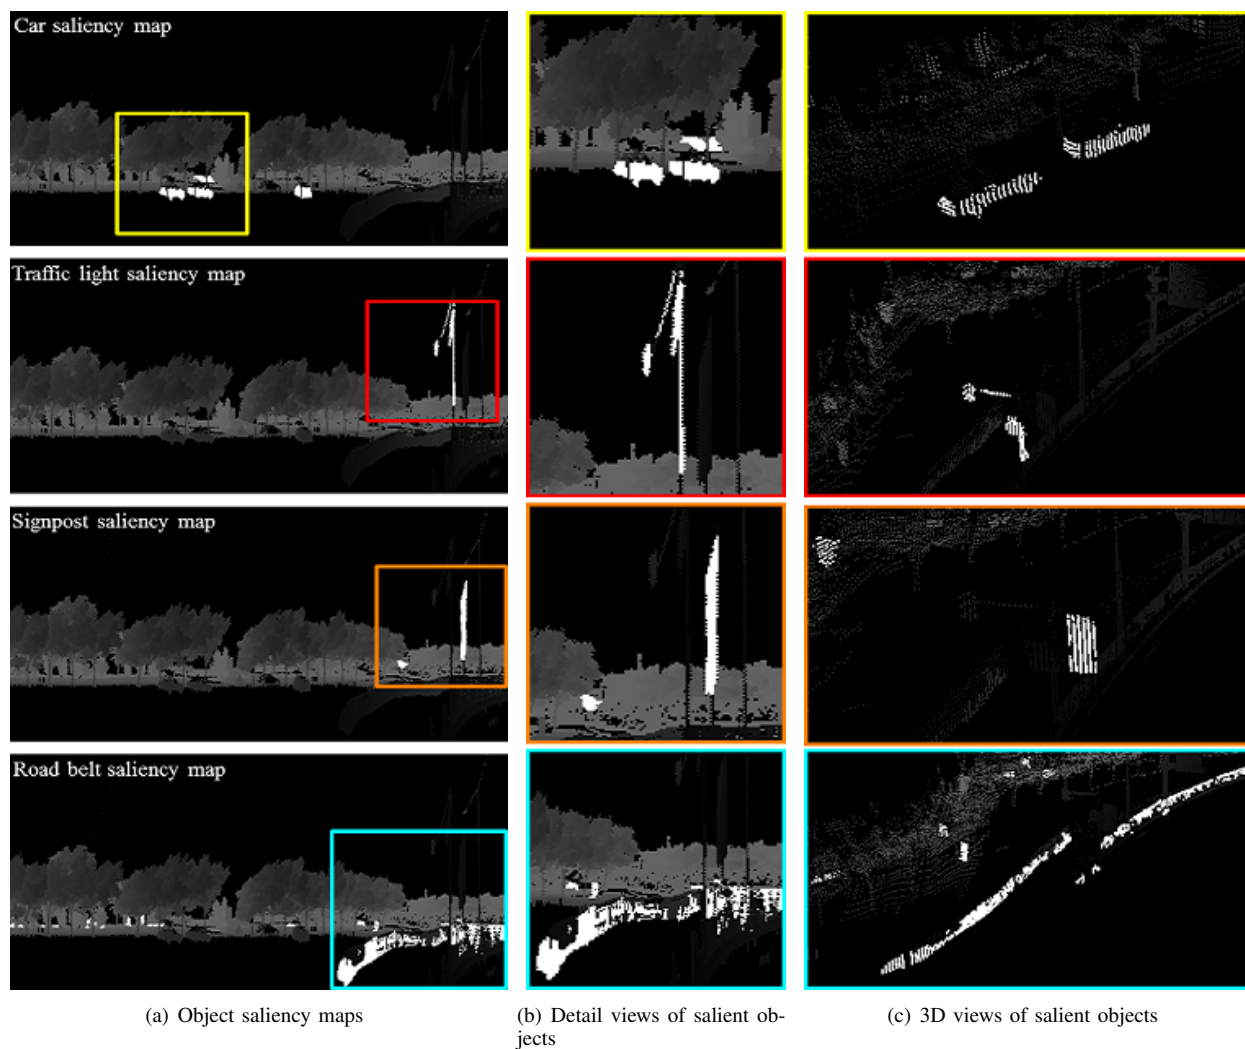 Car saliency map
Traffic light saliency map
Signpost saliency map
Road belt saliency map
(a) Object saliency maps
(b) Detail views of salient ob-
jects
(c) 3D views of salient objects